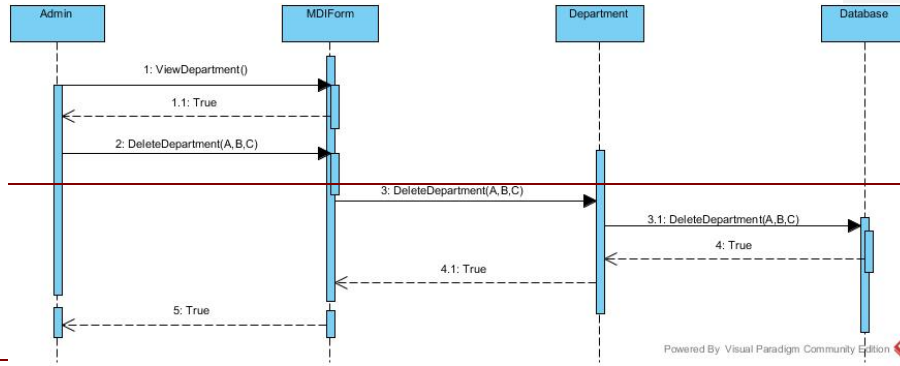 Admin
MDIForm
Department
Database
1: ViewDepartment()
1.1: True
2: DeleteDepartment(A,B,C)
3: DeleteDepartment(A,B,C)
3.1: DeleteDepartment(A,B,C)
4: True
4.1: True
5: True
Powered By Visual Paradigm Community Edition